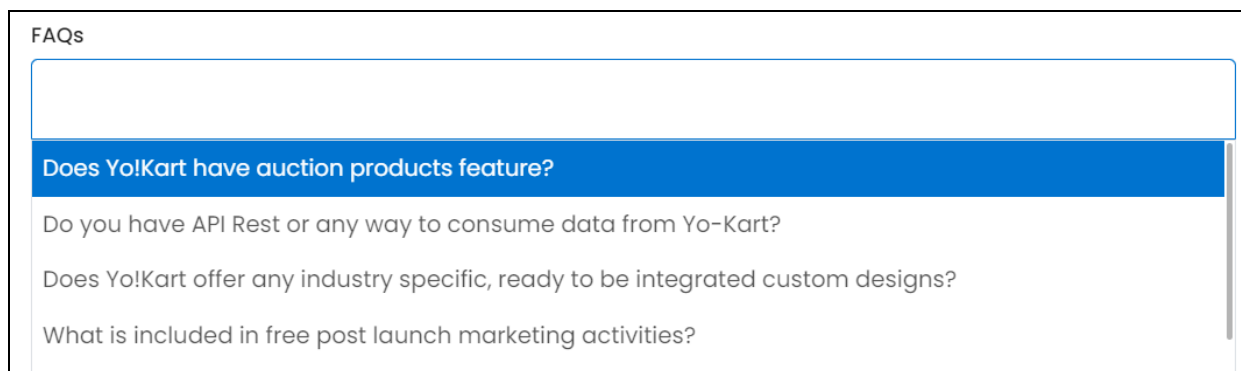 FAQs
Does Yo!Kart have auction products feature?
Do you have API Rest or any way to consume data from Yo-Kart?
Does Yo!Kart offer any industry specific, ready to be integrated custom designs?
What is included in free post launch marketing activities?